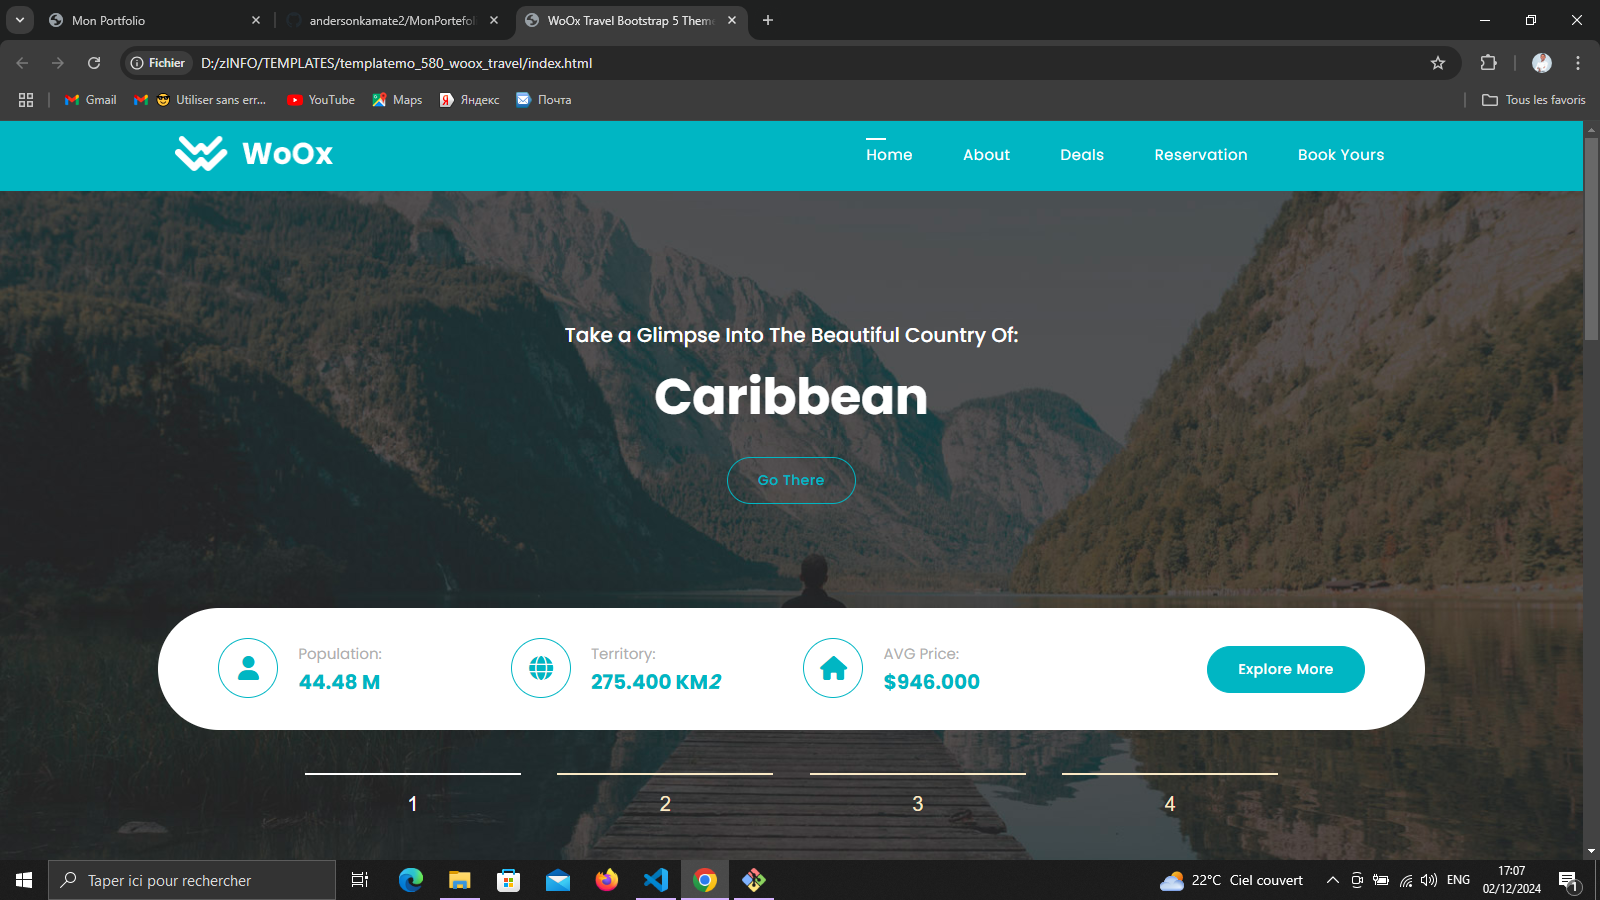 Mon Portfolio
andersonkamate2/MonPortefol
WoOx Travel Bootstrap 5 Theme
Fichier
D:/zINFO/TEMPLATES/templatemo_580_woox_travel/index.html
Gmail
Utiliser sans err...
YouTube
Maps
Яндекс
Почта
Tous les favoris
WoOx
Home
About
Deals
Reservation
Book Yours
Take a Glimpse Into The Beautiful Country Of:
Caribbean
Go There
Population:
44.48 M
Territory:
275.400 KM2
AVG Price:
$946.000
Explore More
1
2
3
4
Taper ici pour rechercher
22°C Ciel couvert
ENG
17:07
02/12/2024
1